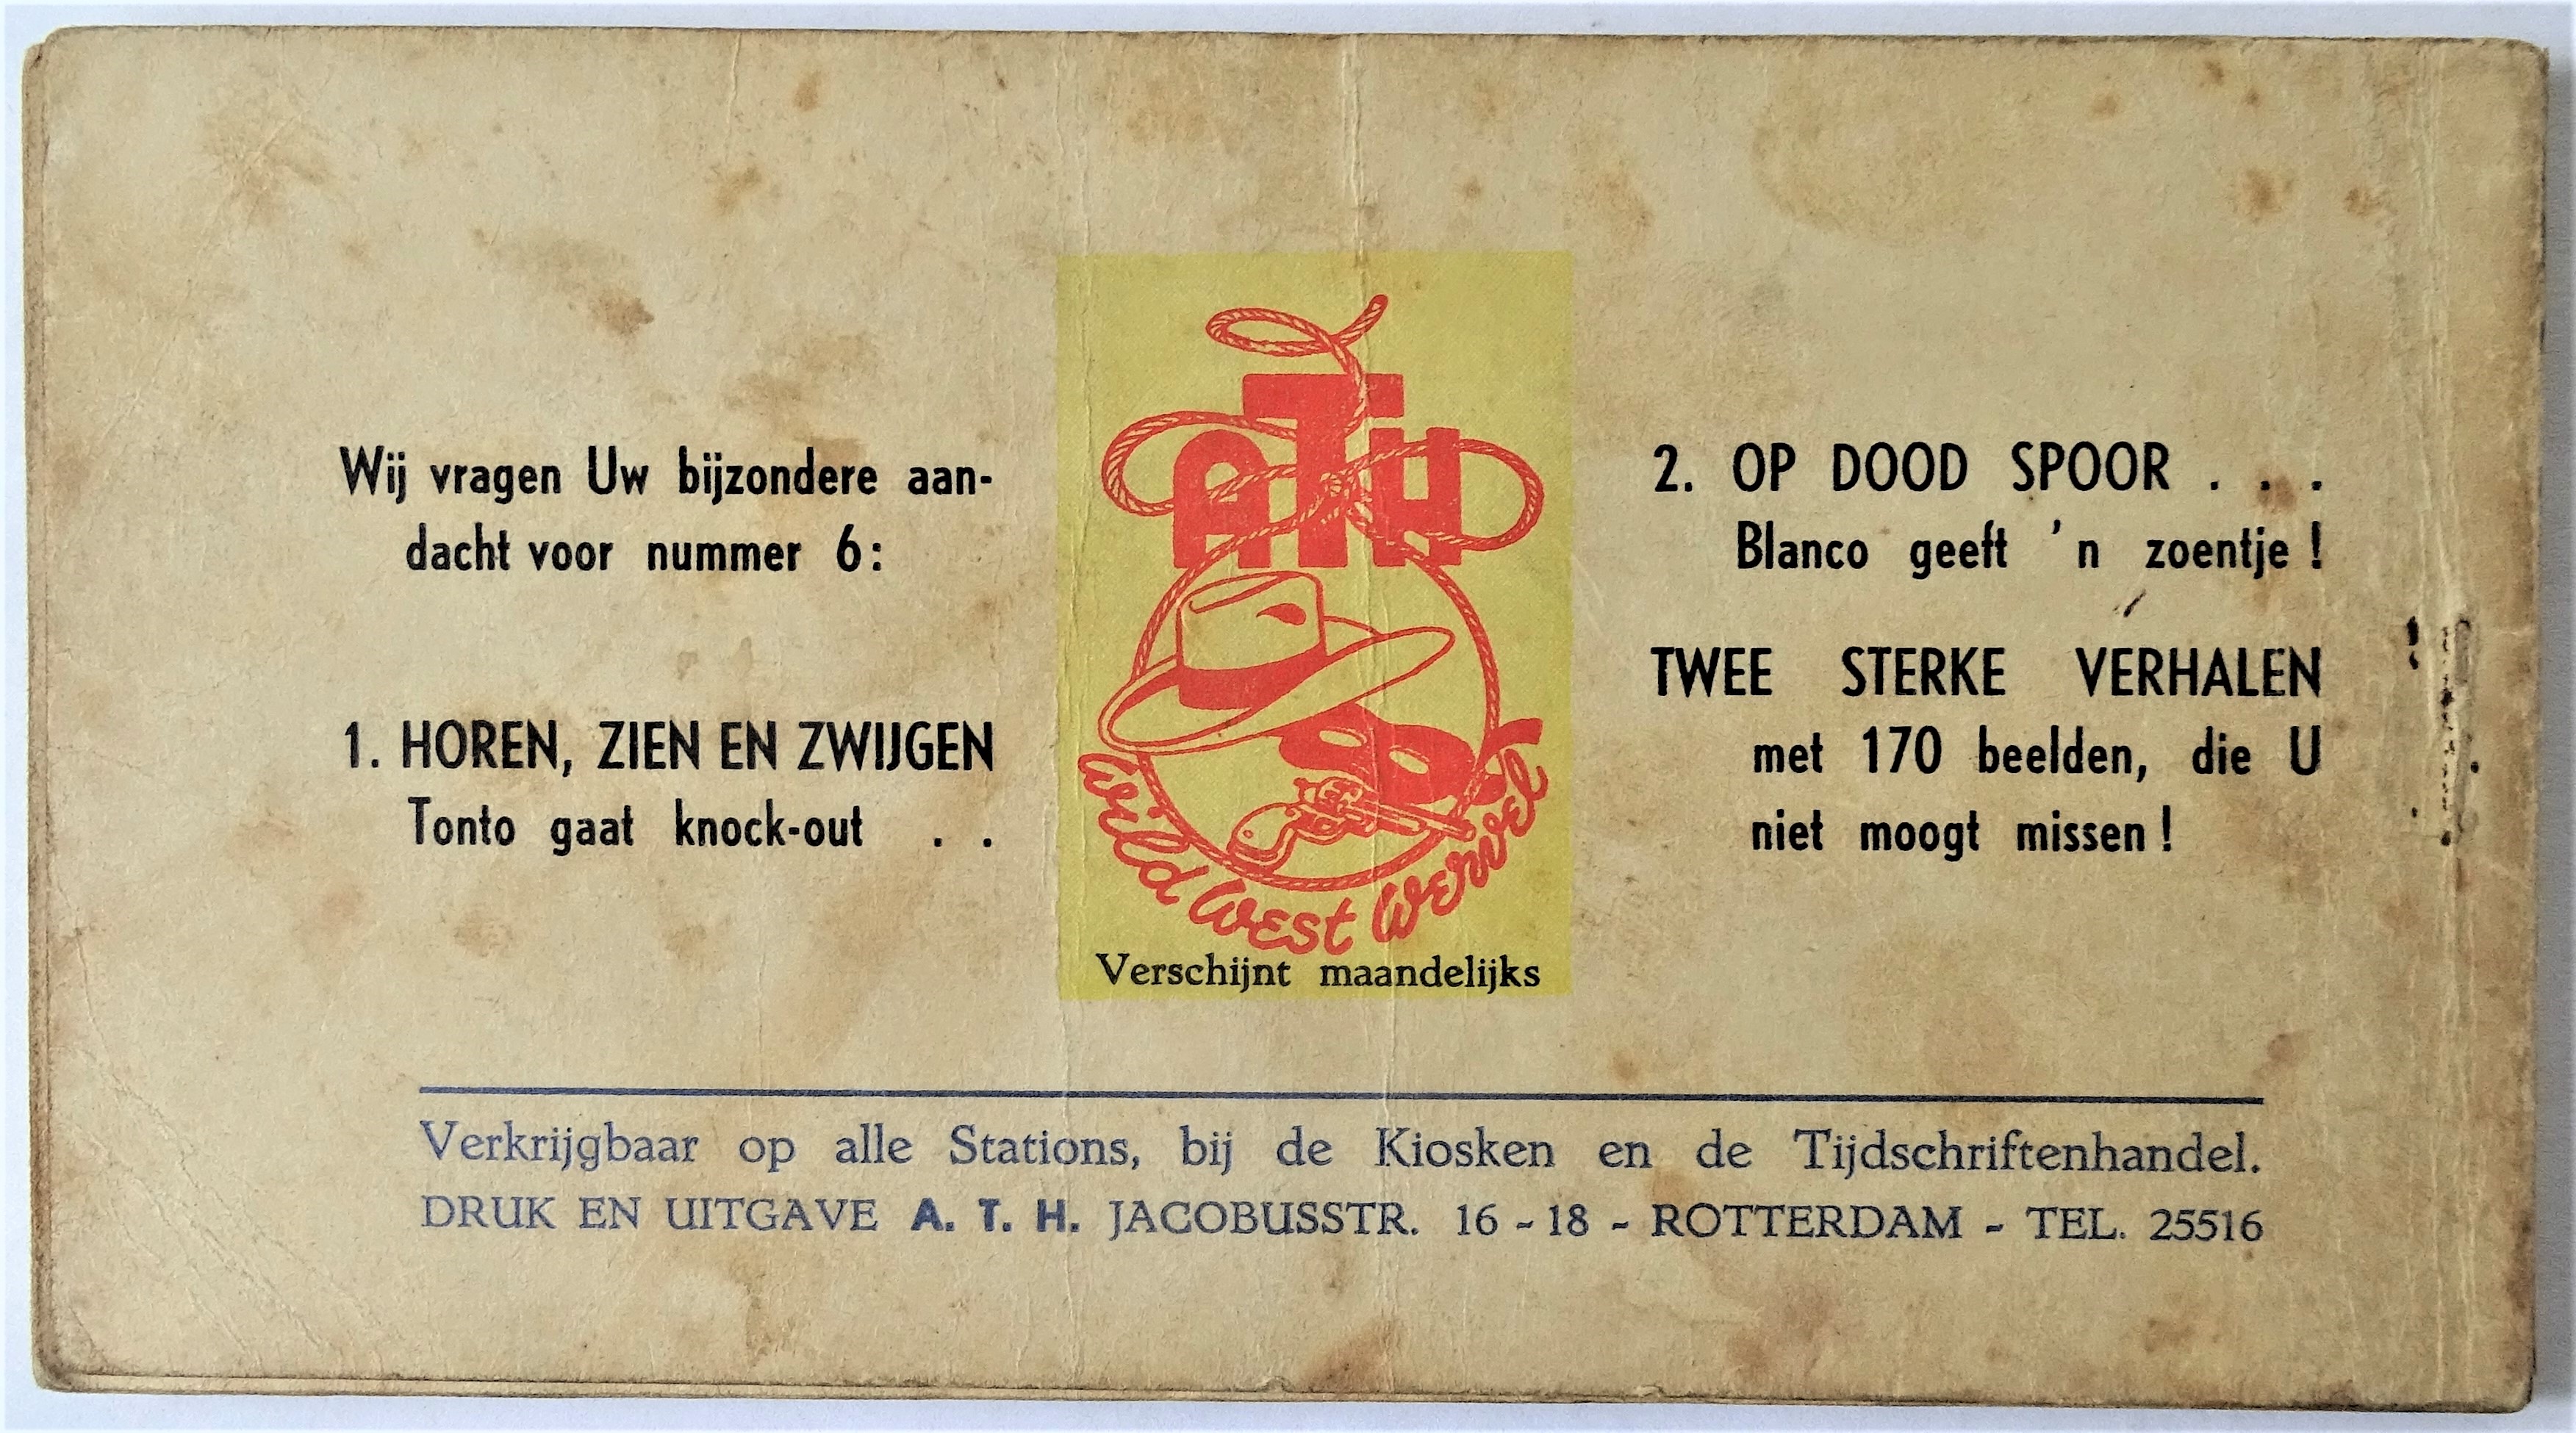 Wij vragen Uw bijzondere aan-
dacht voor nummer 6:
1. HOREN, ZIEN EN ZWIJGEN
Tonto gaat knock-out . .
ATH
Wild West Wervel
Verschijnt maandelijks
2. OP DOOD SPOOR . . .
Blanco geeft 'n zoentje !
TWEE STERKE VERHALEN
met 170 beelden, die U
niet moogt missen !
Verkrijgbaar op alle Stations, bij de Kiosken en de Tijdschriftenhandel.
DRUK EN UITGAVE A. T. H. JACOBUSSTR. 16 - 18 - ROTTERDAM - TEL. 25516